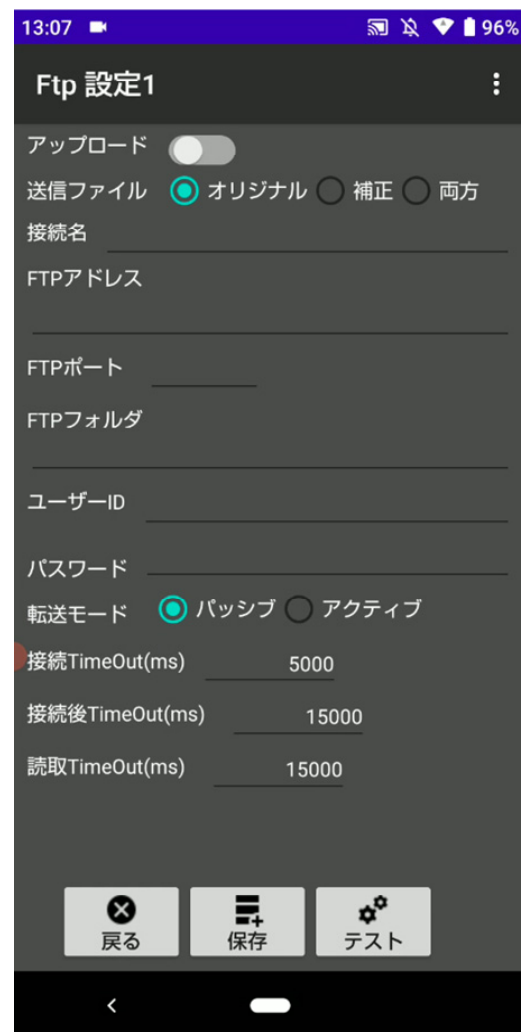 13:07 96%
Ftp 設定1
アップロード
送信ファイル オリジナル 補正 両方
接続名
FTPアドレス
FTPポート
FTPフォルダ
ユーザーID
パスワード
転送モード パッシブ アクティブ
接続TimeOut(ms) 5000
接続後TimeOut(ms) 15000
読取TimeOut(ms) 15000
戻る 保存 テスト